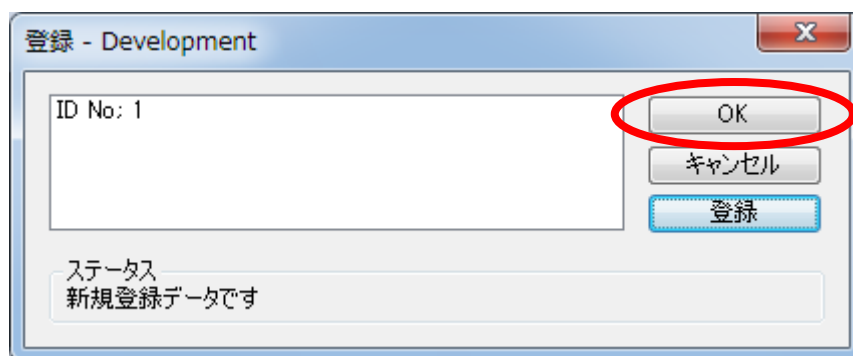 登録 - Development
ID No; 1
OK
キャンセル
登録
ステータス
新規登録データです